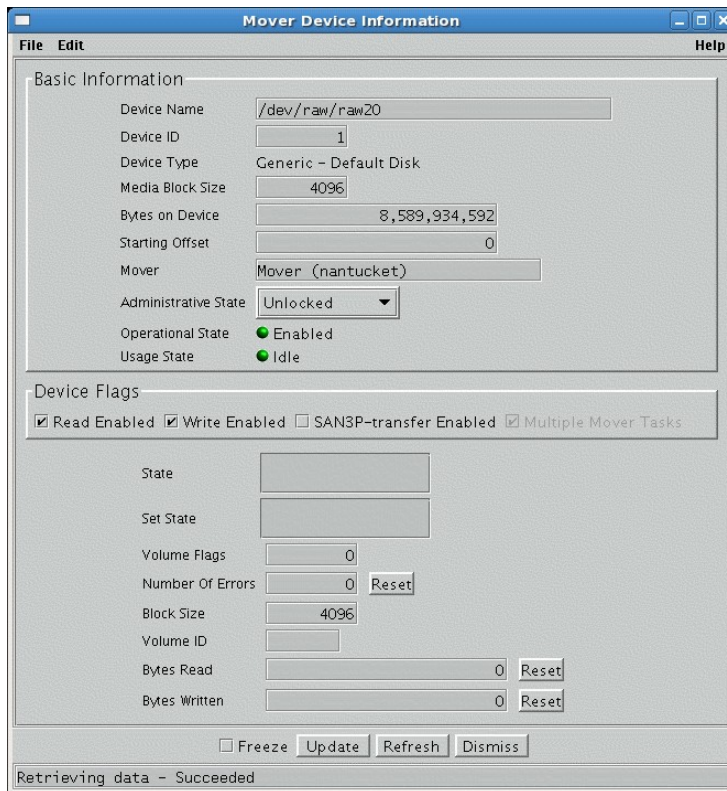 Mover Device Information
File Edit Help
Basic Information
Device Name /dev/raw/raw20
Device ID 1
Device Type Generic - Default Disk
Media Block Size 4096
Bytes on Device 8,589,934,592
Starting Offset 0
Mover Mover (nantucket)
Administrative State Unlocked
Operational State Enabled
Usage State Idle
Device Flags
Read Enabled Write Enabled SAN3P-transfer Enabled Multiple Mover Tasks
State
Set State
Volume Flags 0
Number Of Errors 0 Reset
Block Size 4096
Volume ID
Bytes Read 0 Reset
Bytes Written 0 Reset
Freeze Update Refresh Dismiss
Retrieving data - Succeeded